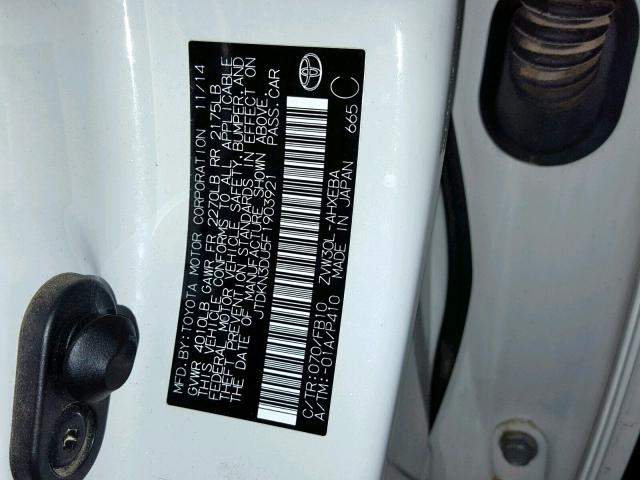 MFD. BY: TOYOTA MOTOR CORPORATION 11/14
GVWR 4010LB GAWR FR 2270LB RR 2175LB
THIS VEHICLE CONFORMS TO ALL APPLICABLE
FEDERAL MOTOR VEHICLE SAFETY, BUMPER, AND
THEFT PREVENTION STANDARDS IN EFFECT ON
THE DATE OF MANUFACTURE SHOWN ABOVE.
JTDKN3DU5F1903921 PASS. CAR
C/TR: 070/FB10 ZVW30L-AHXEBA
A/TM: -01A/P410 MADE IN JAPAN 665 C